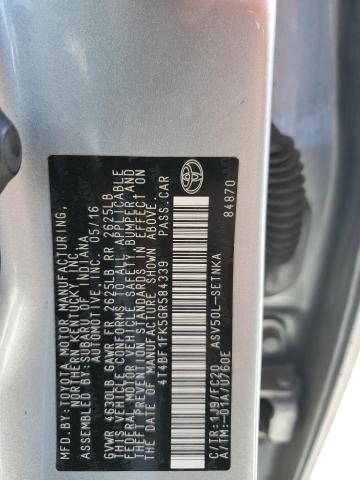 MFD. BY:TOYOTA MOTOR MANUFACTURING,
NORTHERN KENTUCKY, INC.
ASSEMBLED BY: SUBARU OF INDIANA
AUTOMOTIVE, INC. 05/16
GVWR 4630LB GAWR FR 2625LB RR 2625LB
THIS VEHICLE CONFORMS TO ALL APPLICABLE
FEDERAL MOTOR VEHICLE SAFETY, BUMPER AND
THEFT PREVENTION STANDARDS IN EFFECT ON
THE DATE OF MANUFACTURE SHOWN ABOVE.
4T4BF1FK5GR584339 PASS.CAR
C/TR: 1J9/FC20 ASV50L-SETNKA
A/TM:-01A/U760E 84870